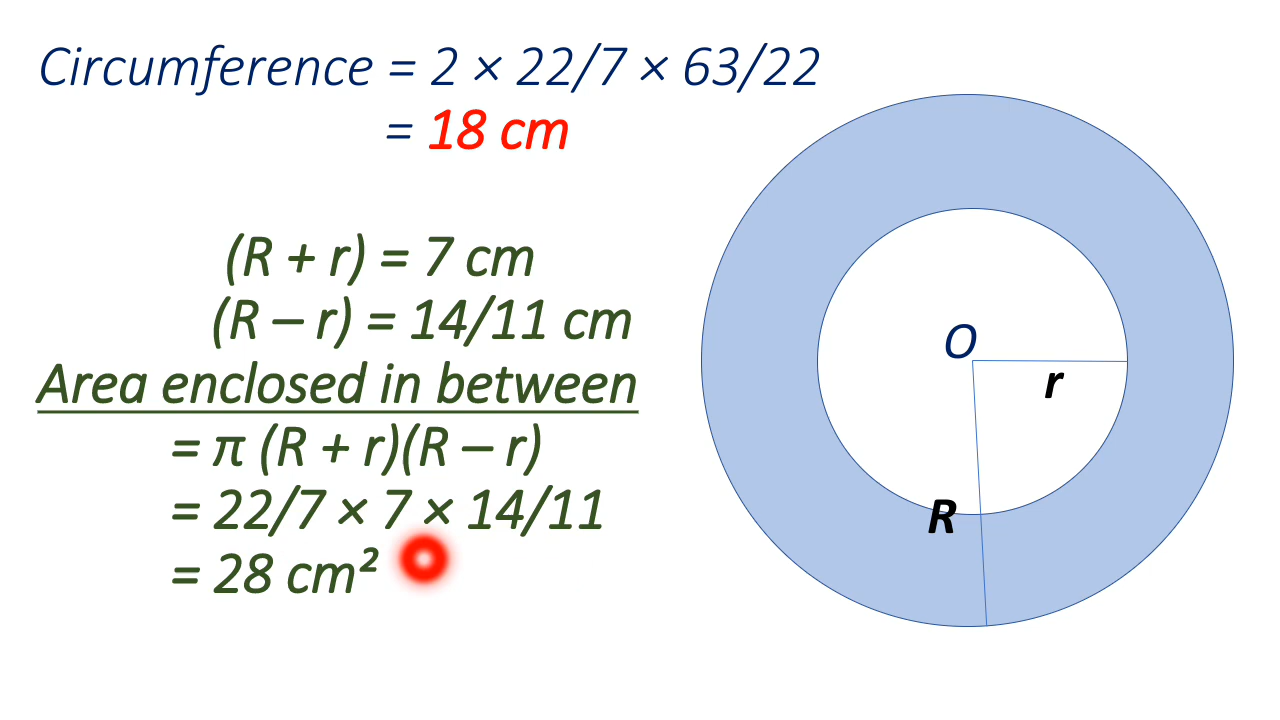 Circumference = 2 × 22/7 × 63/22
= 18 cm
(R + r) = 7 cm
(R – r) = 14/11 cm
Area enclosed in between
= π (R + r)(R – r)
= 22/7 × 7 × 14/11
= 28 cm²
O
r
R